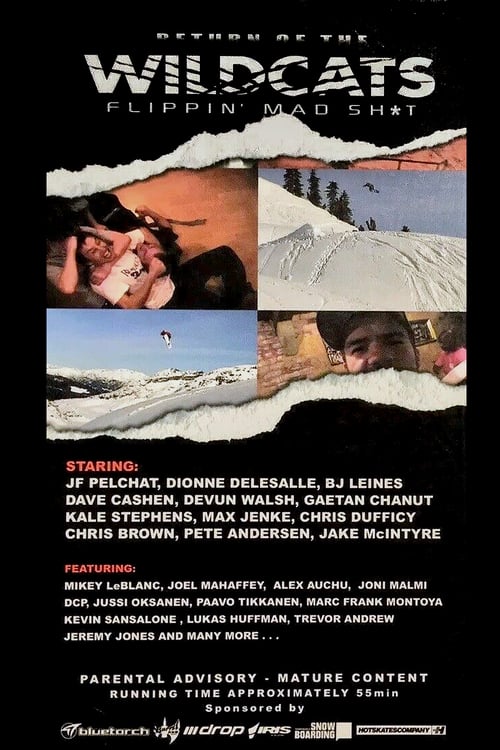 RETURN OF THE
WILDCATS
FLIPPIN' MAD SH*T
STARING:
JF PELCHAT, DIONNE DELESALLE, BJ LEINES
DAVE CASHEN, DEVUN WALSH, GAETAN CHANUT
KALE STEPHENS, MAX JENKE, CHRIS DUFFICY
CHRIS BROWN, PETE ANDERSEN, JAKE McINTYRE
FEATURING:
MIKEY LeBLANC, JOEL MAHAFFEY, ALEX AUCHU, JONI MALMI
DCP, JUSSI OKSANEN, PAAVO TIKKANEN, MARC FRANK MONTOYA
KEVIN SANSALONE , LUKAS HUFFMAN, TREVOR ANDREW
JEREMY JONES AND MANY MORE . . .
PARENTAL ADVISORY - MATURE CONTENT
RUNNING TIME APPROXIMATELY 55min
Sponsored by
bluetorch drop IRIS SNOW BOARDING HOTSKATESCOMPANY